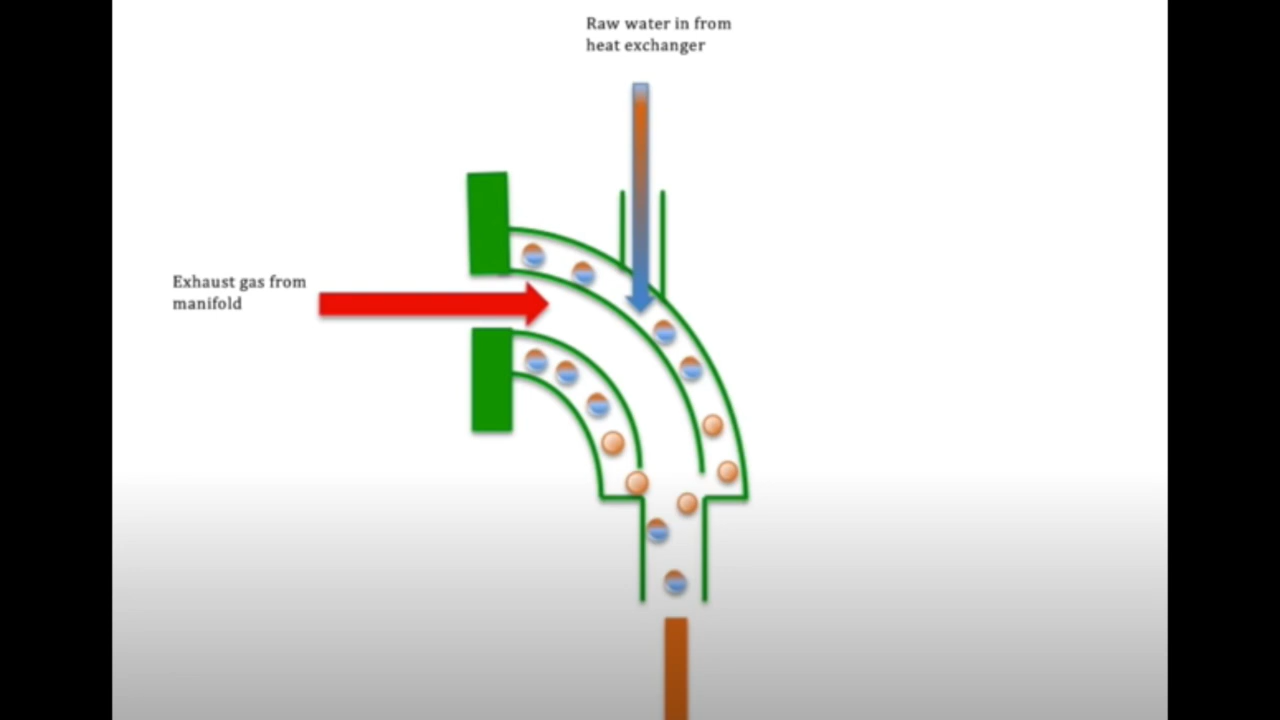 Raw water in from
heat exchanger
Exhaust gas from
manifold